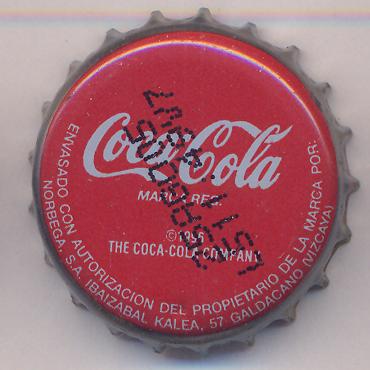 Coca-Cola
MARCA REG.
©1996
THE COCA-COLA COMPANY
ENVASADO CON AUTORIZACION DEL PROPIETARIO DE LA MARCA POR:
NORBEGA, S.A. IBAIZABAL KALEA, 57 GALDACANO (VIZCAYA)